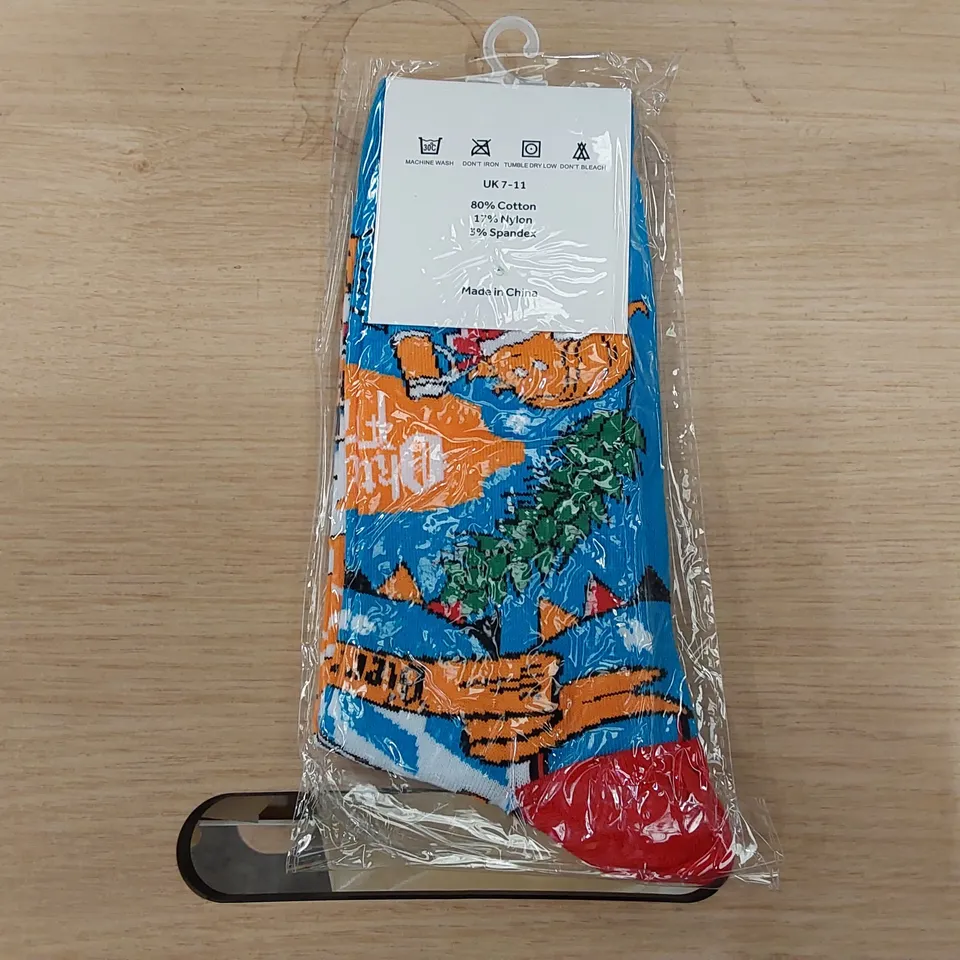 30C
MACHINE WASH DON'T IRON TUMBLE DRY LOW DON'T BLEACH
UK 7-11
80% Cotton
17% Nylon
3% Spandex
Made in China